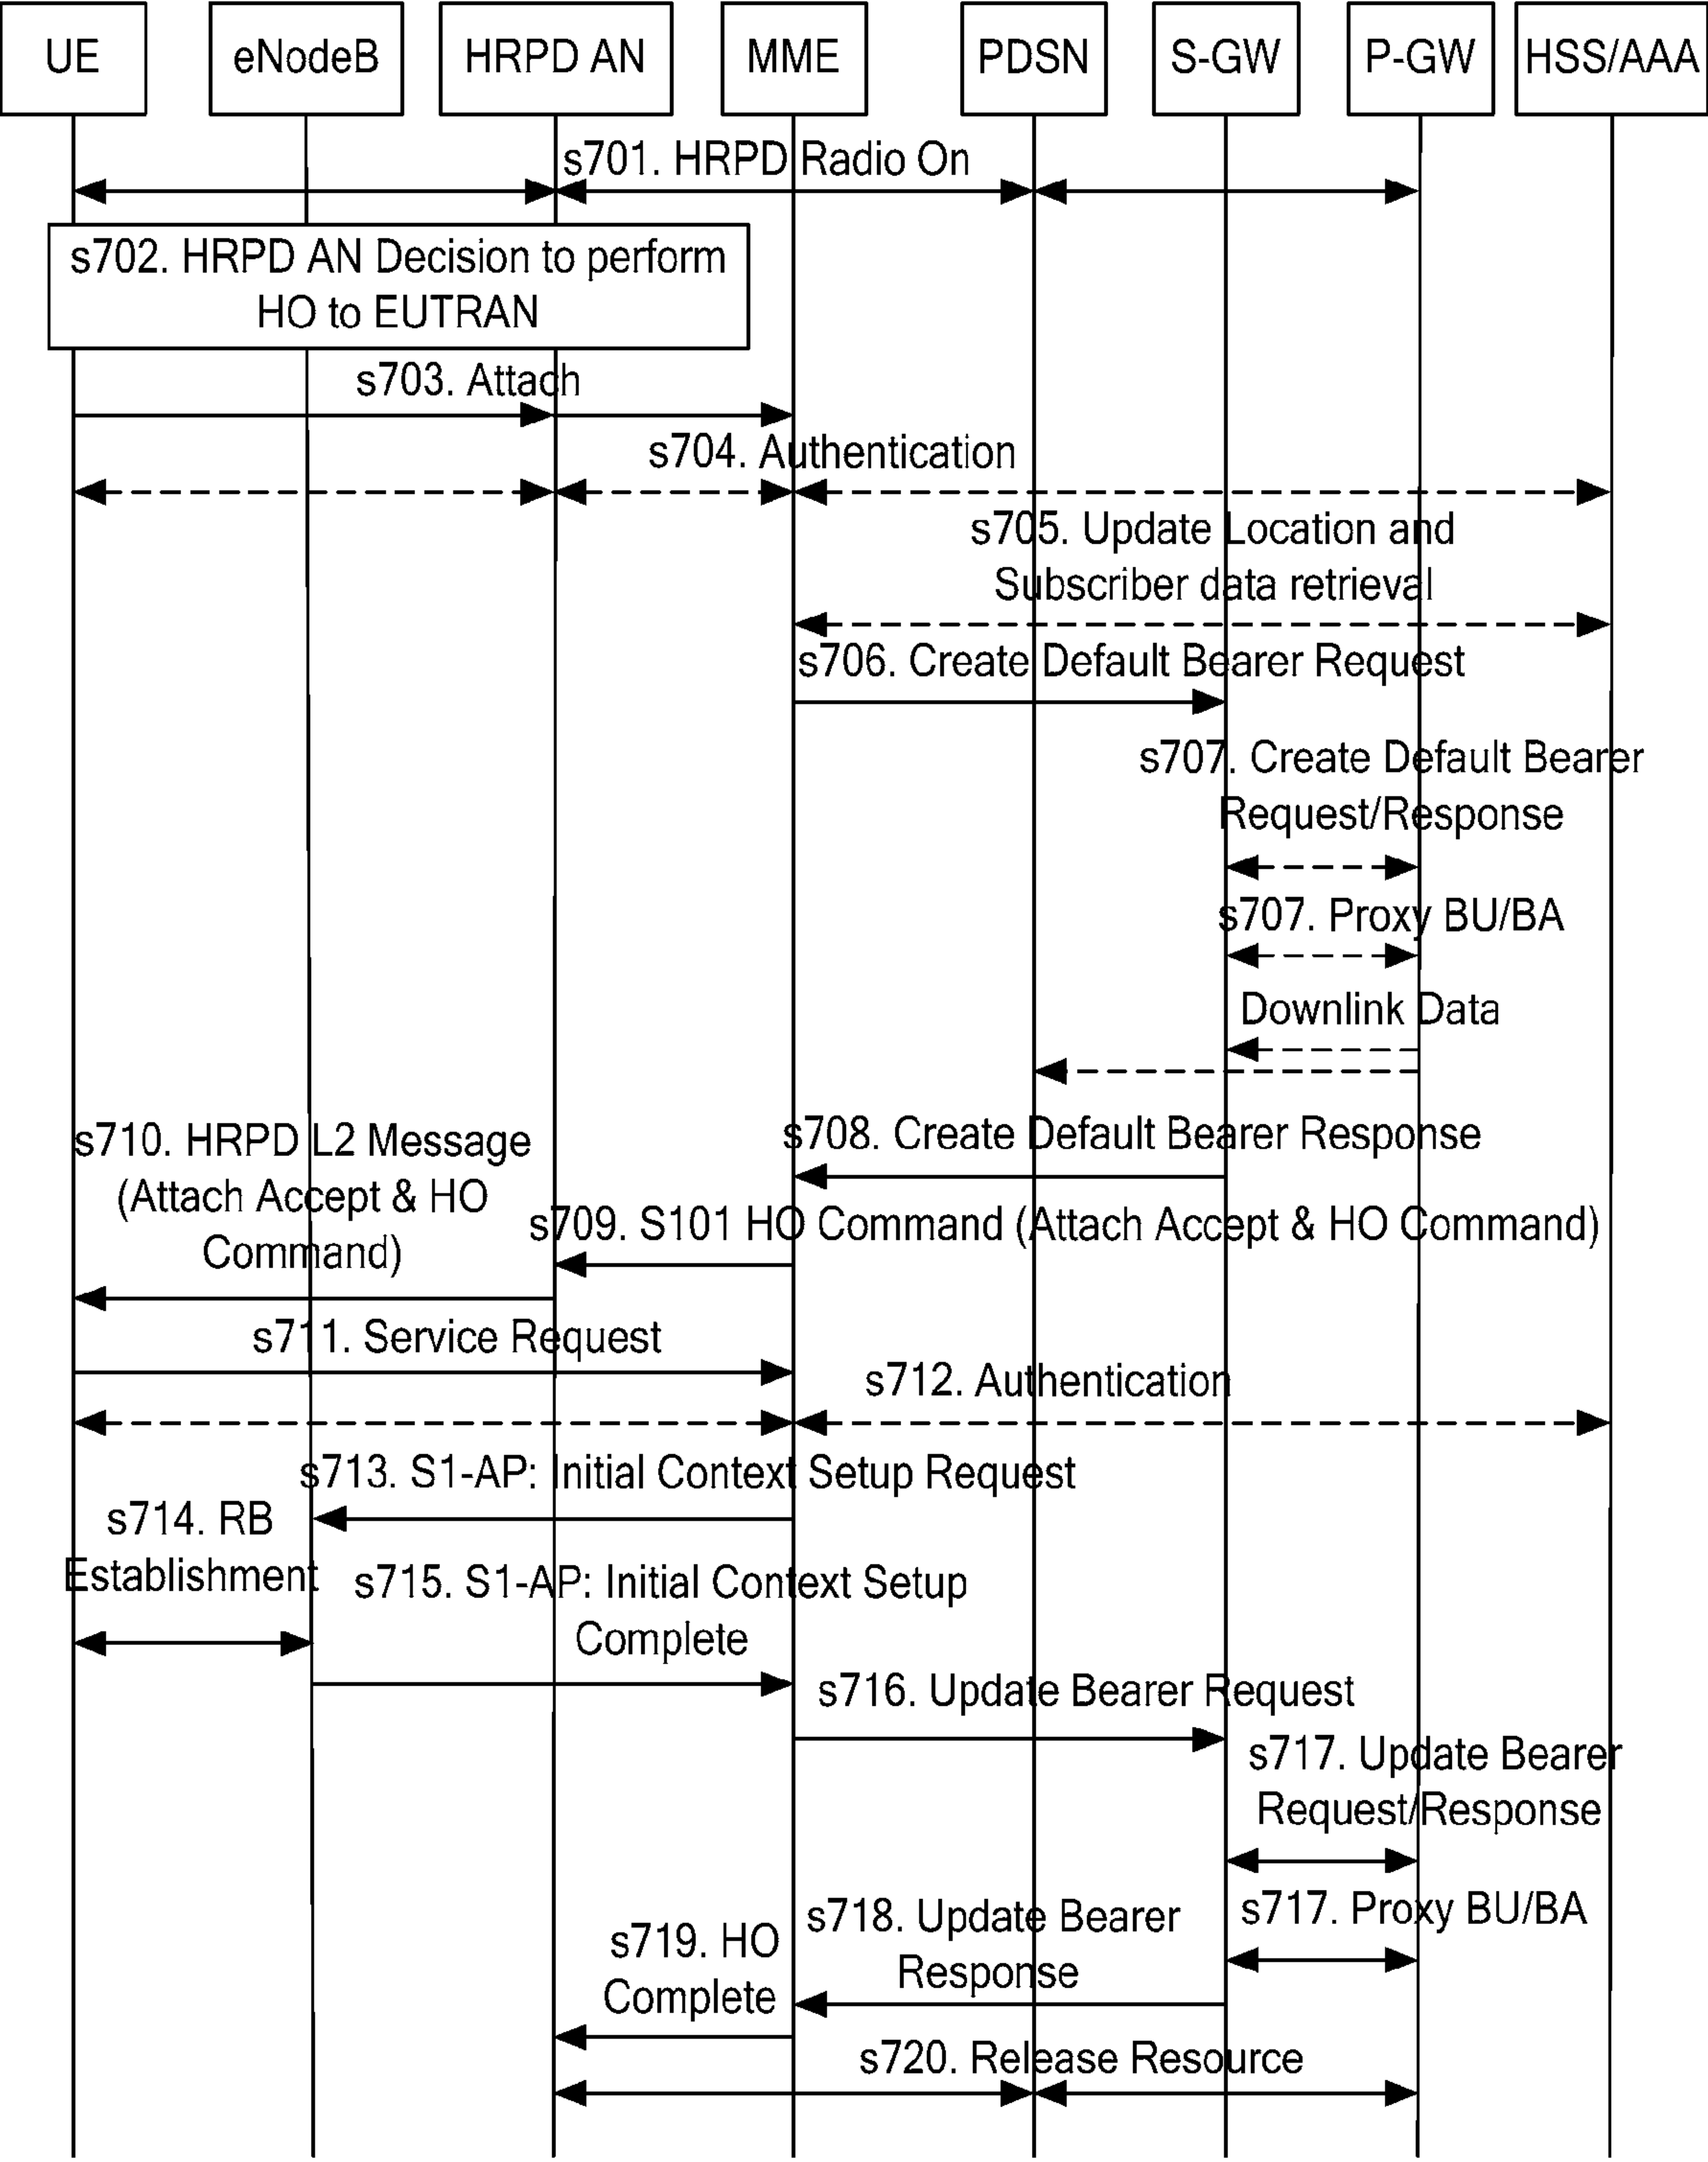 UE
eNodeB
HRPD AN
MME
PDSN
S-GW
P-GW
HSS/AAA
s701. HRPD Radio On
s702. HRPD AN Decision to perform
HO to EUTRAN
s703. Attach
s704. Authentication
s705. Update Location and
Subscriber data retrieval
s706. Create Default Bearer Request
s707. Create Default Bearer
Request/Response
s707. Proxy BU/BA
Downlink Data
s708. Create Default Bearer Response
s710. HRPD L2 Message
(Attach Accept & HO
Command)
s709. S101 HO Command (Attach Accept & HO Command)
s711. Service Request
s712. Authentication
s713. S1-AP: Initial Context Setup Request
s714. RB
Establishment
s715. S1-AP: Initial Context Setup
Complete
s716. Update Bearer Request
s717. Update Bearer
Request/Response
s717. Proxy BU/BA
s718. Update Bearer
Response
s719. HO
Complete
s720. Release Resource